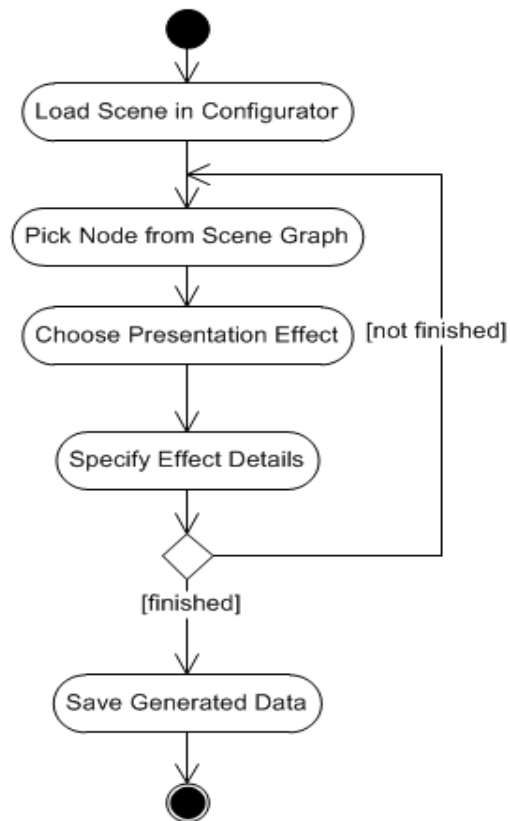 Load Scene in Configurator
Pick Node from Scene Graph
Choose Presentation Effect
[not finished]
Specify Effect Details
[finished]
Save Generated Data